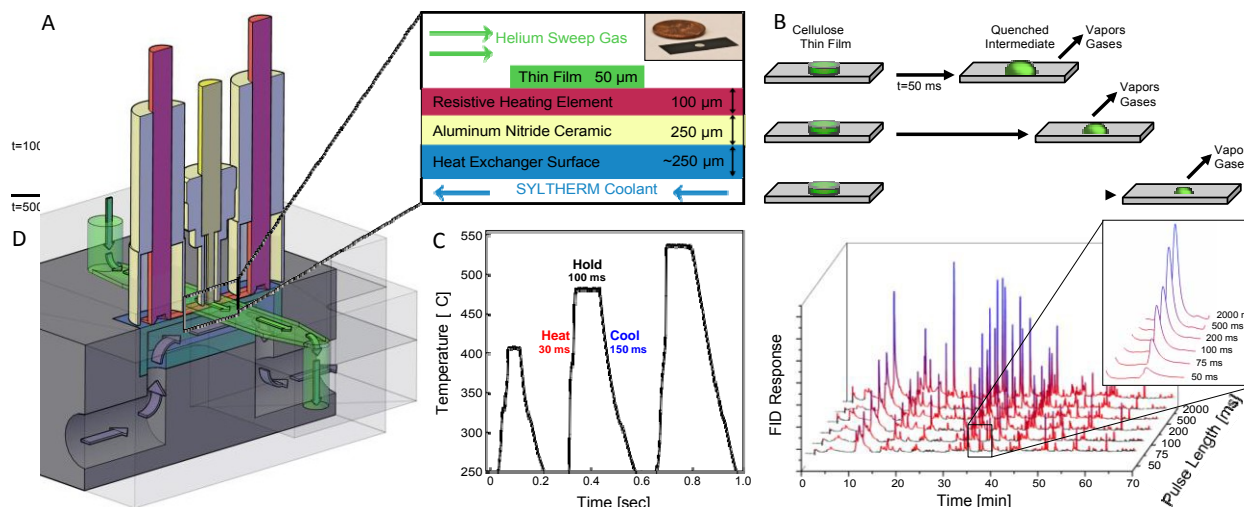 A
Helium Sweep Gas
Thin Film 50 µm
Resistive Heating Element 100 µm
Aluminum Nitride Ceramic 250 µm
Heat Exchanger Surface ~250 µm
SYLTHERM Coolant
B
Cellulose
Thin Film
Quenched
Intermediate
Vapors
Gases
t=50 ms
Vapors
Gases
Vapo
Gase
t=100
t=500
D
C
Temperature [ C]
550
500
450
400
350
300
250
Heat
30 ms
Hold
100 ms
Cool
150 ms
0.0 0.2 0.4 0.6 0.8 1.0
Time [sec]
FID Response
0 10 20 30 40 50 60 70
Time [min]
2000
500
200
100
75
50
Pulse Length [ms]
2000 m
500 ms
200 ms
100 ms
75 ms
50 ms